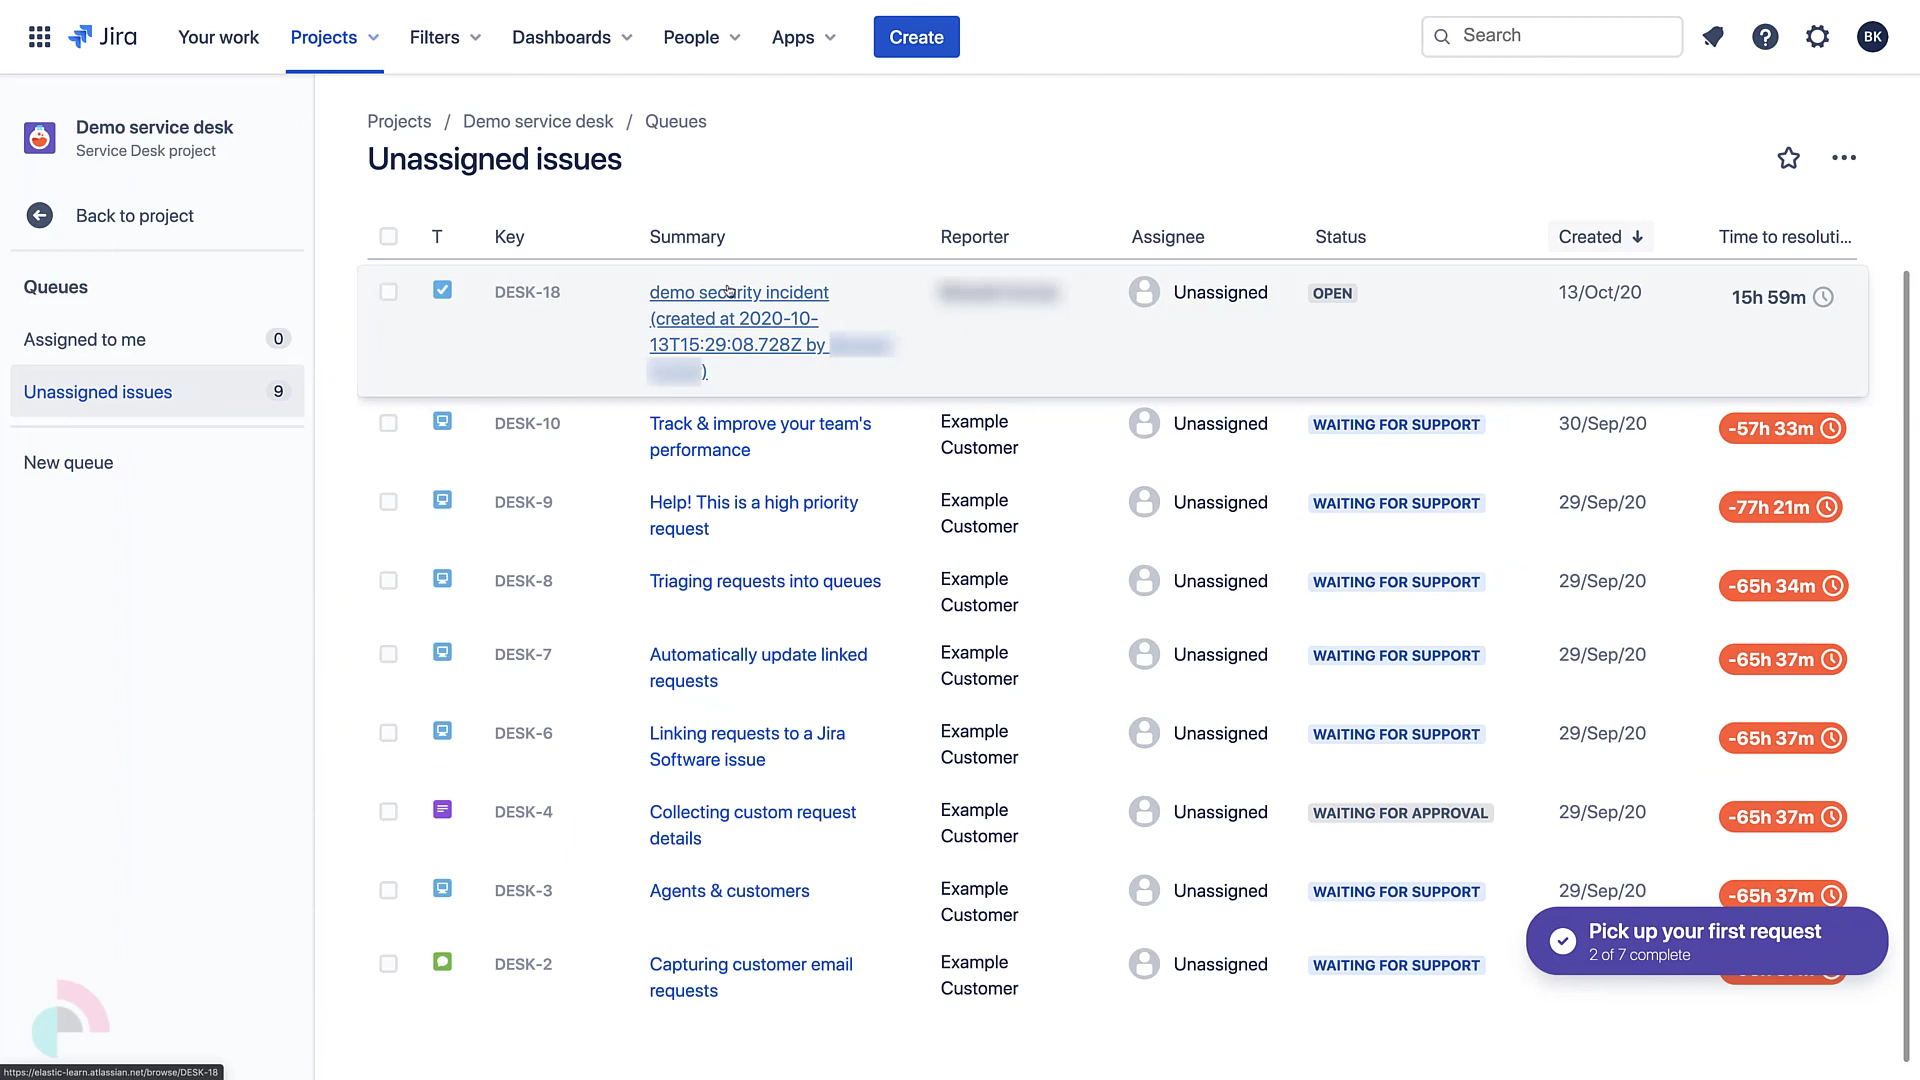 Jira Your work Projects Filters Dashboards People Apps Create Search BK
Demo service desk
Service Desk project
Back to project
Queues
Assigned to me 0
Unassigned issues 9
New queue
Projects / Demo service desk / Queues
Unassigned issues
T Key Summary Reporter Assignee Status Created Time to resoluti...
DESK-18 demo security incident Unassigned OPEN 13/Oct/20 15h 59m
(created at 2020-10-
13T15:29:08.728Z by
)
DESK-10 Track & improve your team's Example Unassigned WAITING FOR SUPPORT 30/Sep/20 -57h 33m
performance Customer
DESK-9 Help! This is a high priority Example Unassigned WAITING FOR SUPPORT 29/Sep/20 -77h 21m
request Customer
DESK-8 Triaging requests into queues Example Unassigned WAITING FOR SUPPORT 29/Sep/20 -65h 34m
Customer
DESK-7 Automatically update linked Example Unassigned WAITING FOR SUPPORT 29/Sep/20 -65h 37m
requests Customer
DESK-6 Linking requests to a Jira Example Unassigned WAITING FOR SUPPORT 29/Sep/20 -65h 37m
Software issue Customer
DESK-4 Collecting custom request Example Unassigned WAITING FOR APPROVAL 29/Sep/20 -65h 37m
details Customer
DESK-3 Agents & customers Example Unassigned WAITING FOR SUPPORT 29/Sep/20 -65h 37m
Customer
DESK-2 Capturing customer email Example Unassigned WAITING FOR SUPPORT
requests Customer
Pick up your first request
2 of 7 complete
https://elastic-learn.atlassian.net/browse/DESK-18